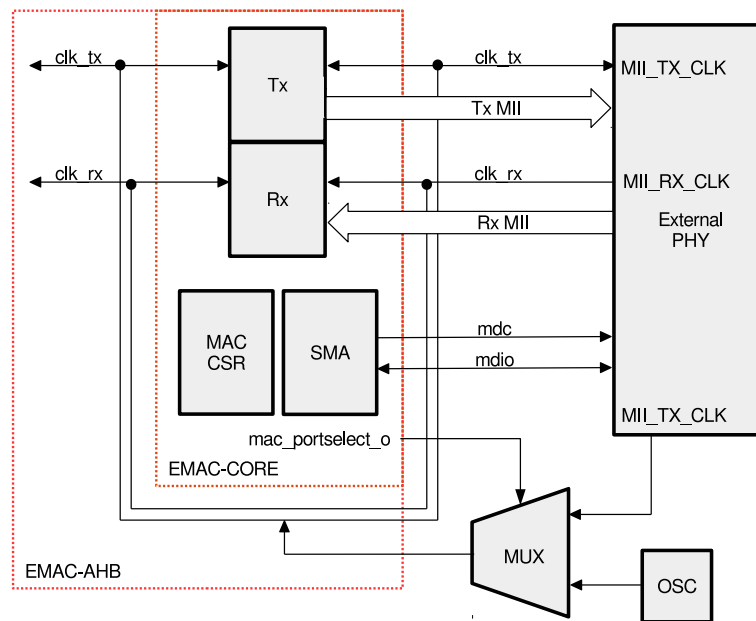 clk_tx
clk_tx
MII_TX_CLK
Tx
Tx MII
clk_rx
clk_rx
MII_RX_CLK
Rx
Rx MII
External
PHY
MAC
CSR
SMA
mdc
mdio
MII_TX_CLK
mac_portselect_o
EMAC-CORE
MUX
EMAC-AHB
OSC